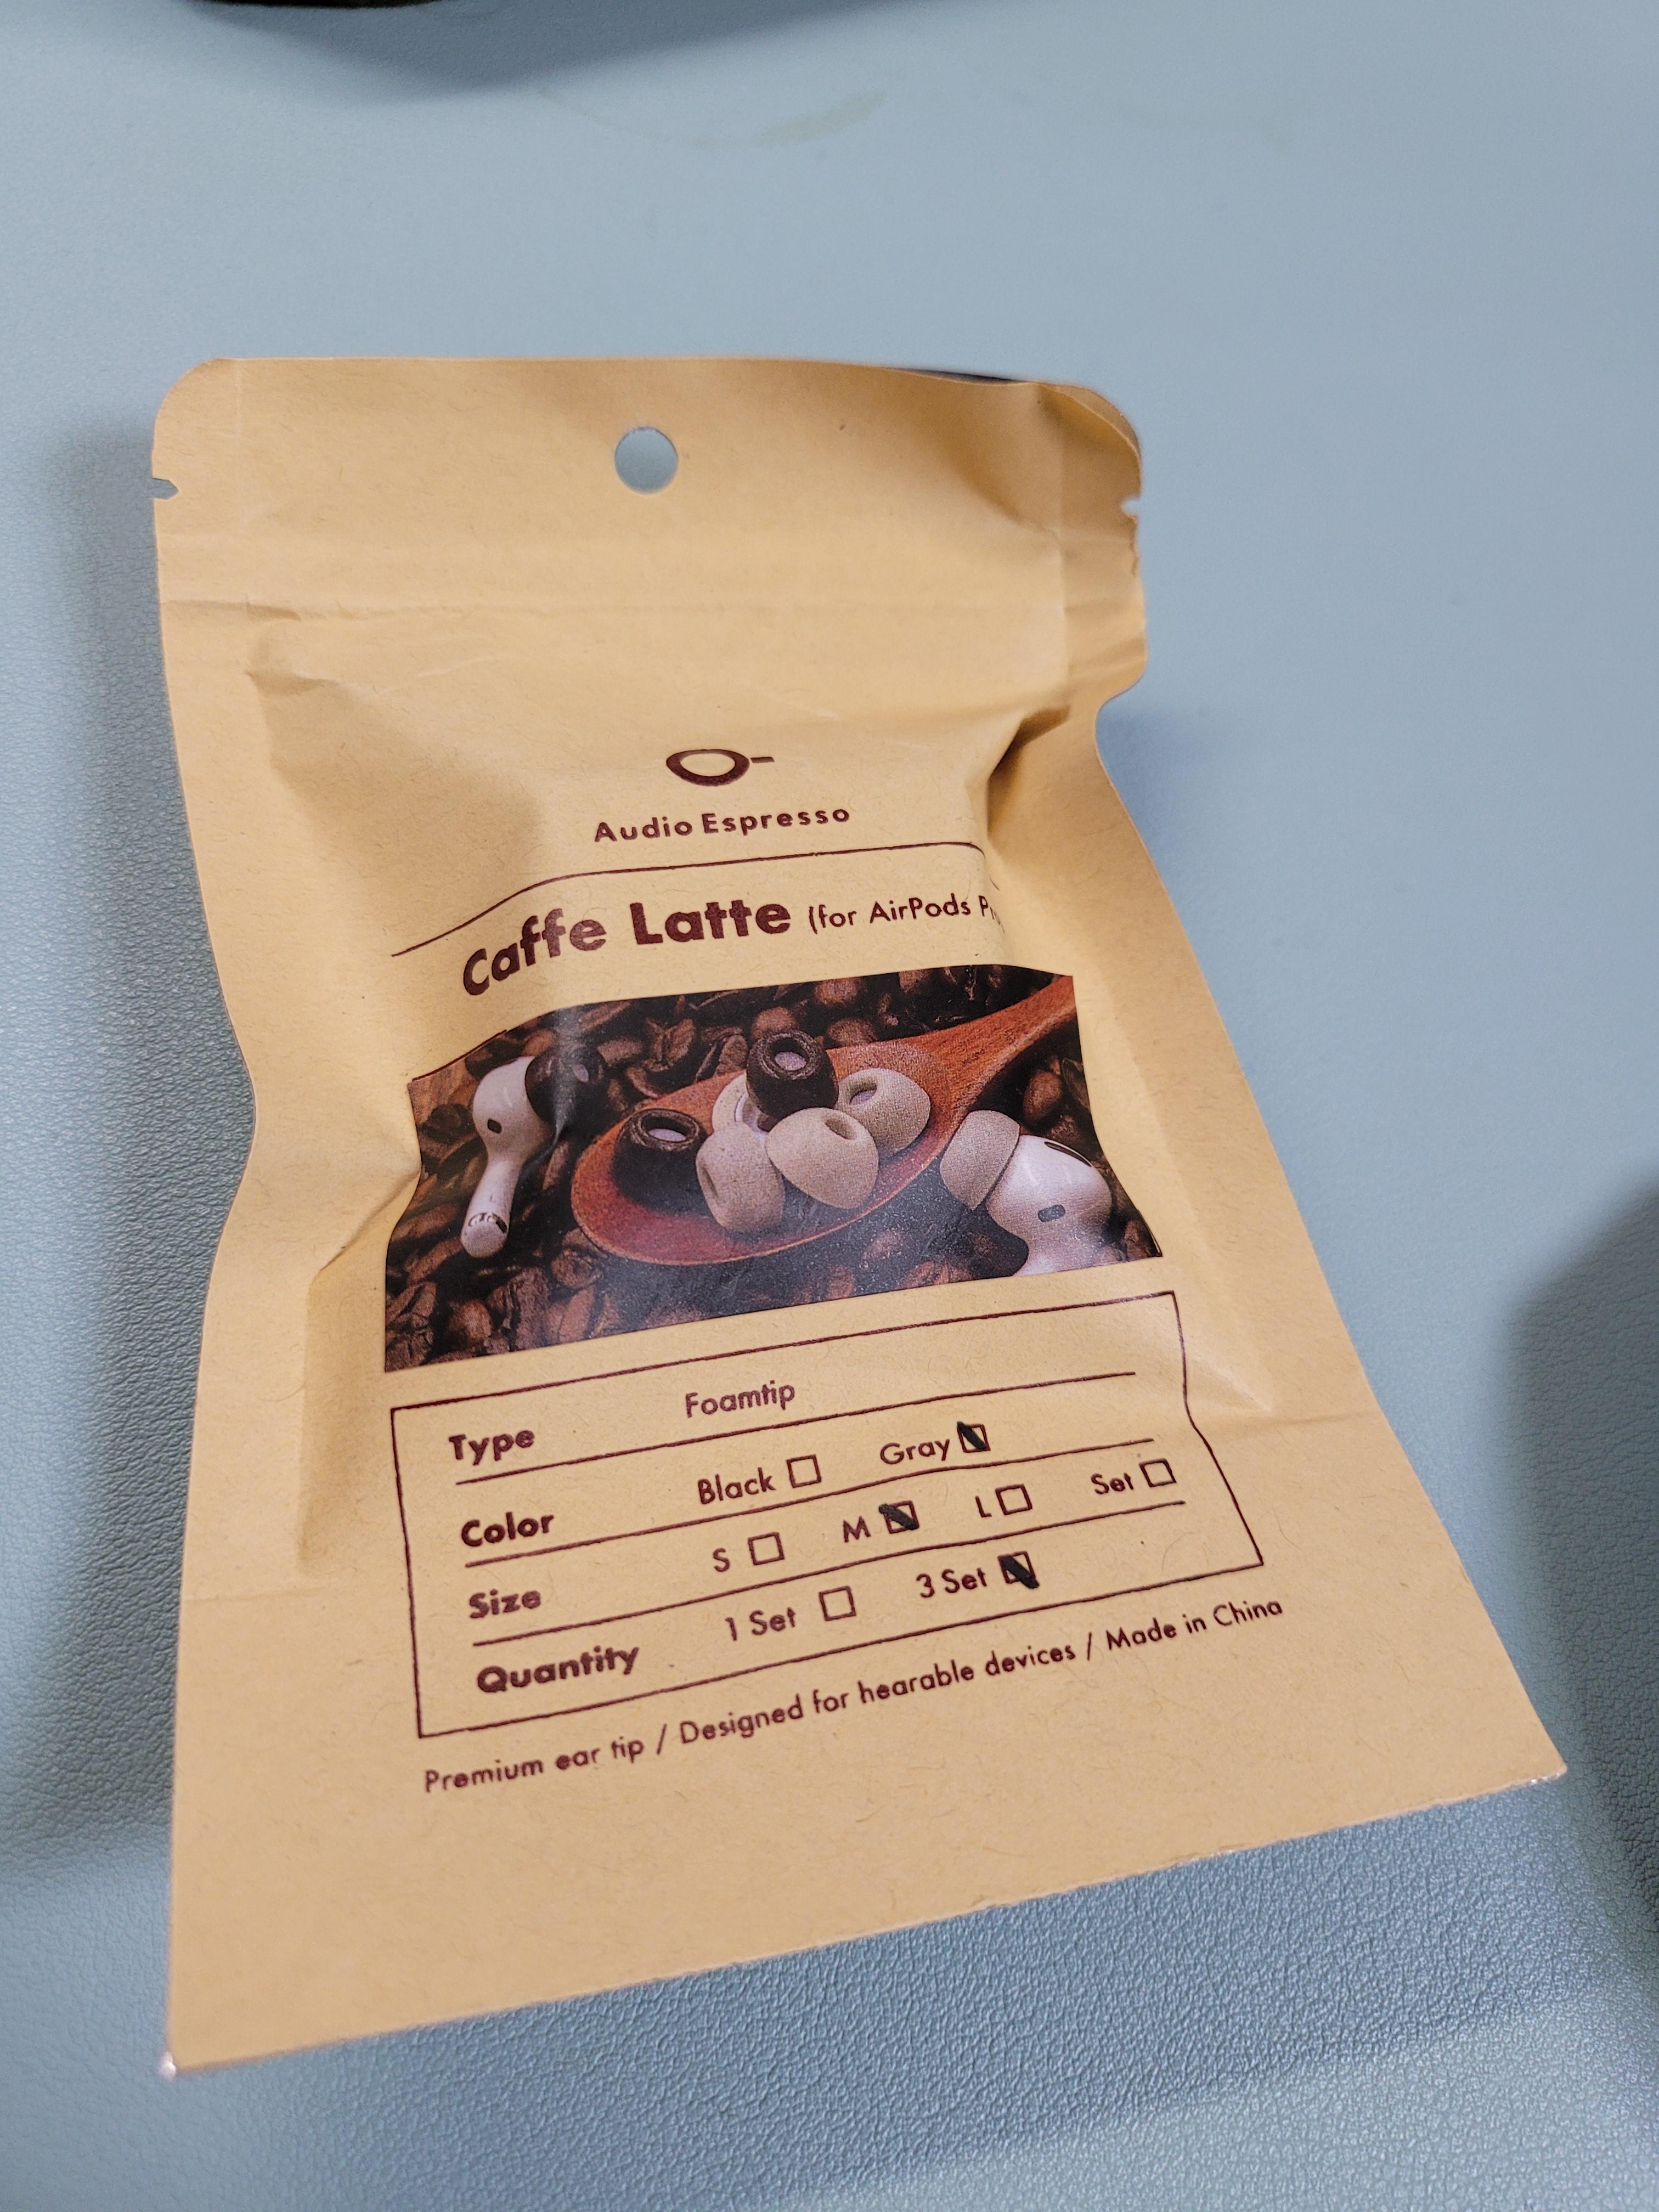 Audio Espresso
Caffe Latte (for AirPods
Type Foamtip
Color Black Gray
Size S M L Set
Quantity 1 Set 3 Set
Premium ear tip / Designed for hearable devices / Made in China